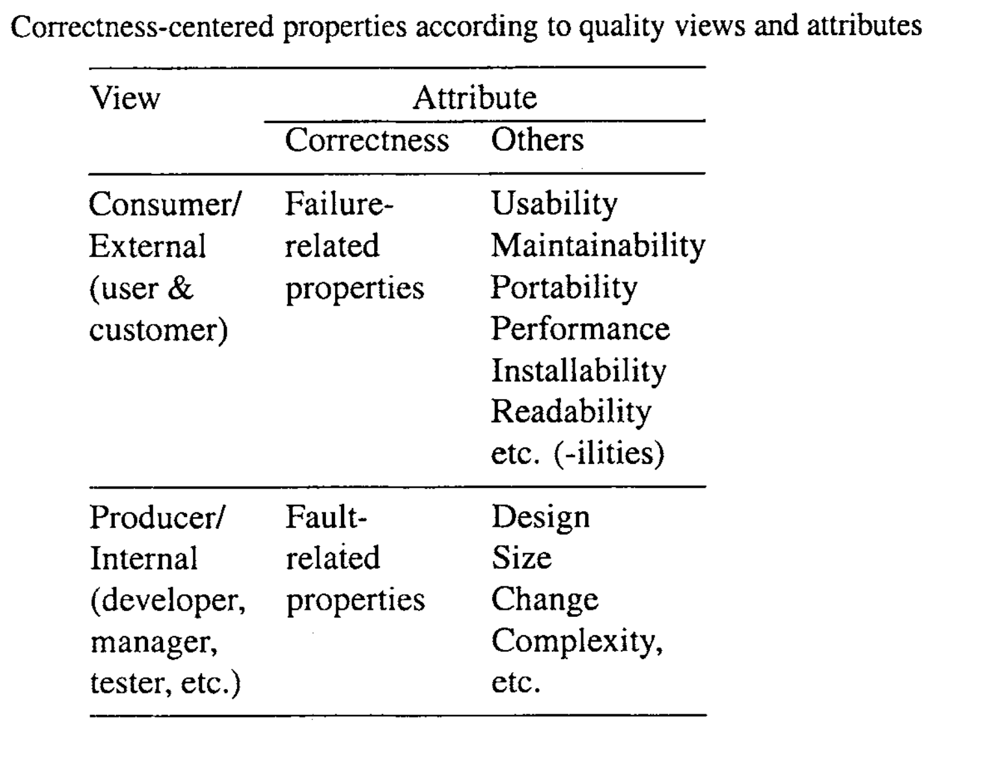 Correctness-centered properties according to quality views and attributes
View Attribute
Correctness Others
Consumer/ Failure- Usability
External related Maintainability
(user & properties Portability
customer) Performance
Installability
Readability
etc. (-ilities)
Producer/ Fault- Design
Internal related Size
(developer, properties Change
manager, Complexity,
tester, etc.) etc.